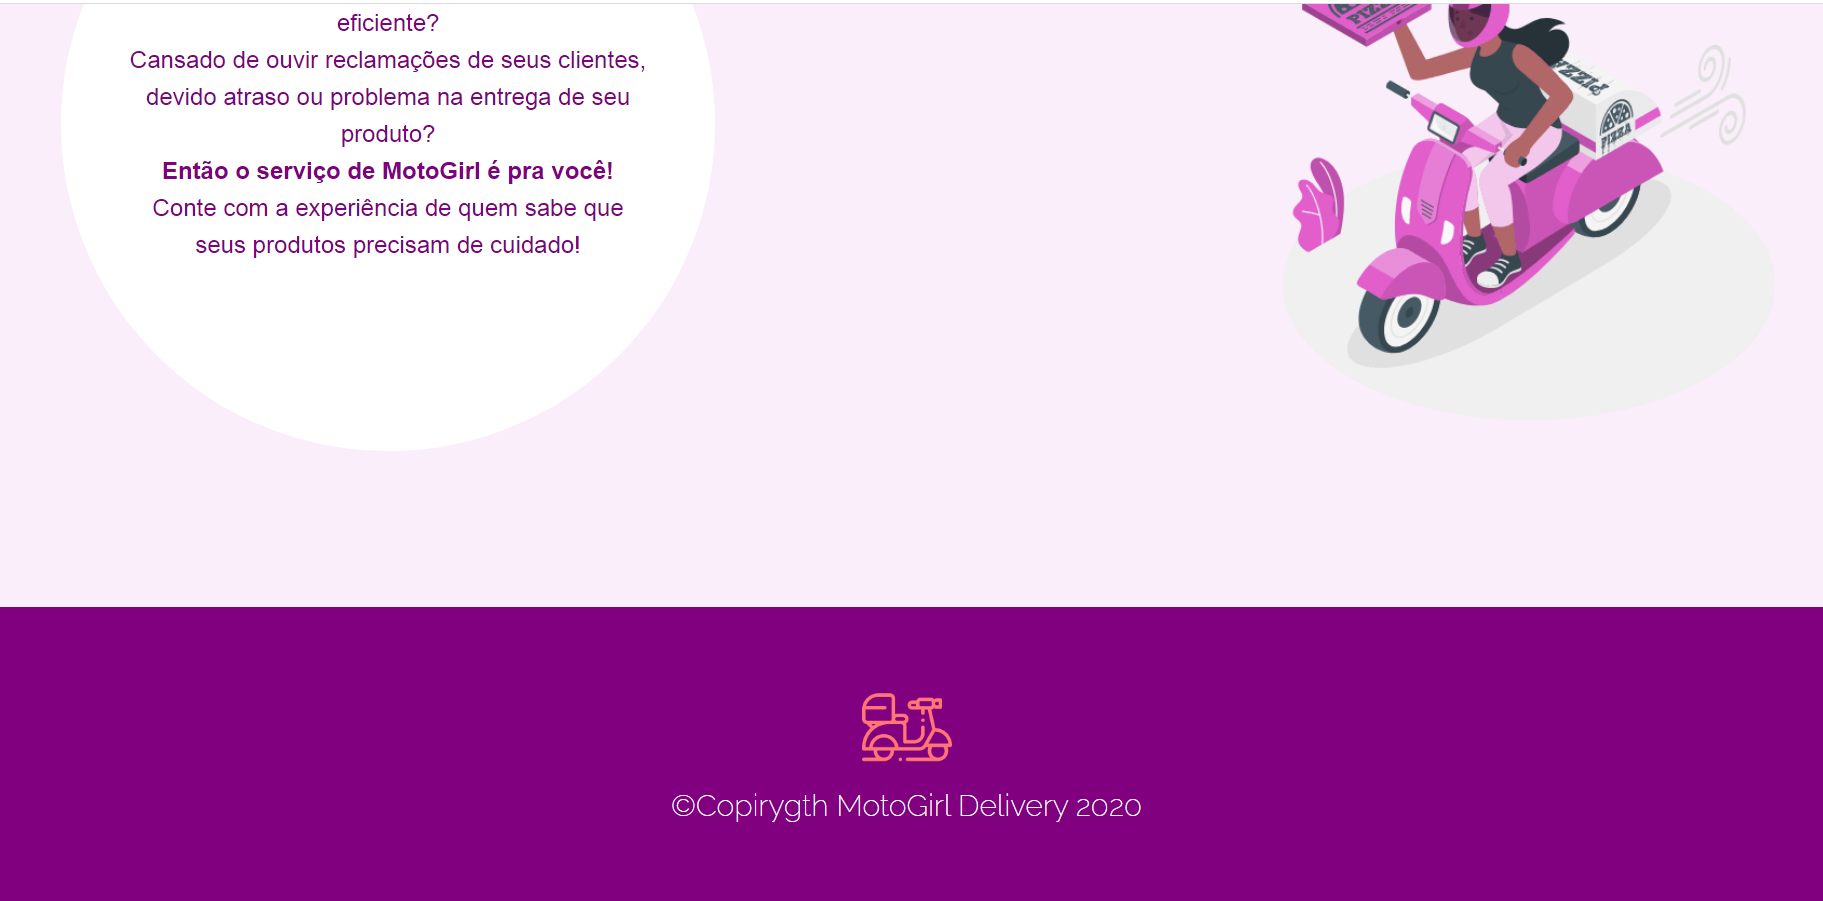 eficiente?
Cansado de ouvir reclamações de seus clientes,
devido atraso ou problema na entrega de seu
produto?
Então o serviço de MotoGirl é pra você!
Conte com a experiência de quem sabe que
seus produtos precisam de cuidado!
PIZZA
PIZZA
PIZZA
©Copirygth MotoGirl Delivery 2020